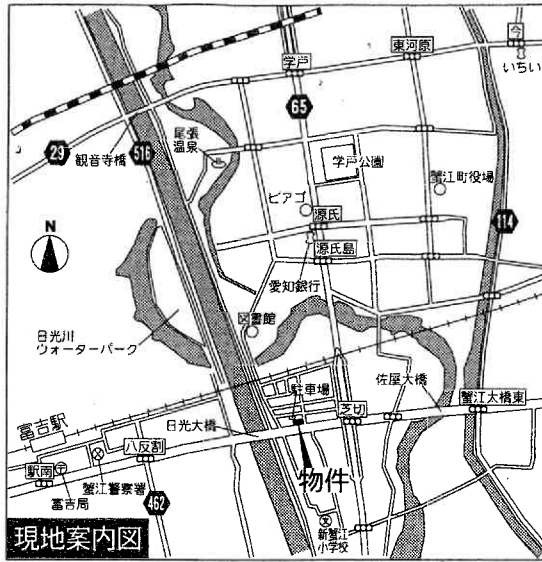 今
いちい
東河原
学戸
65
29
観音寺橋
516
尾張
温泉
学戸公園
蟹江町役場
ピアゴ
源氏
114
N
源氏島
愛知銀行
図書館
日光川
ウォーターパーク
駐車場
佐屋大橋
蟹江大橋東
富吉駅
日光大橋
芝切
八反割
駅南
蟹江警察署
物件
富吉局
462
新蟹江
小学校
現地案内図